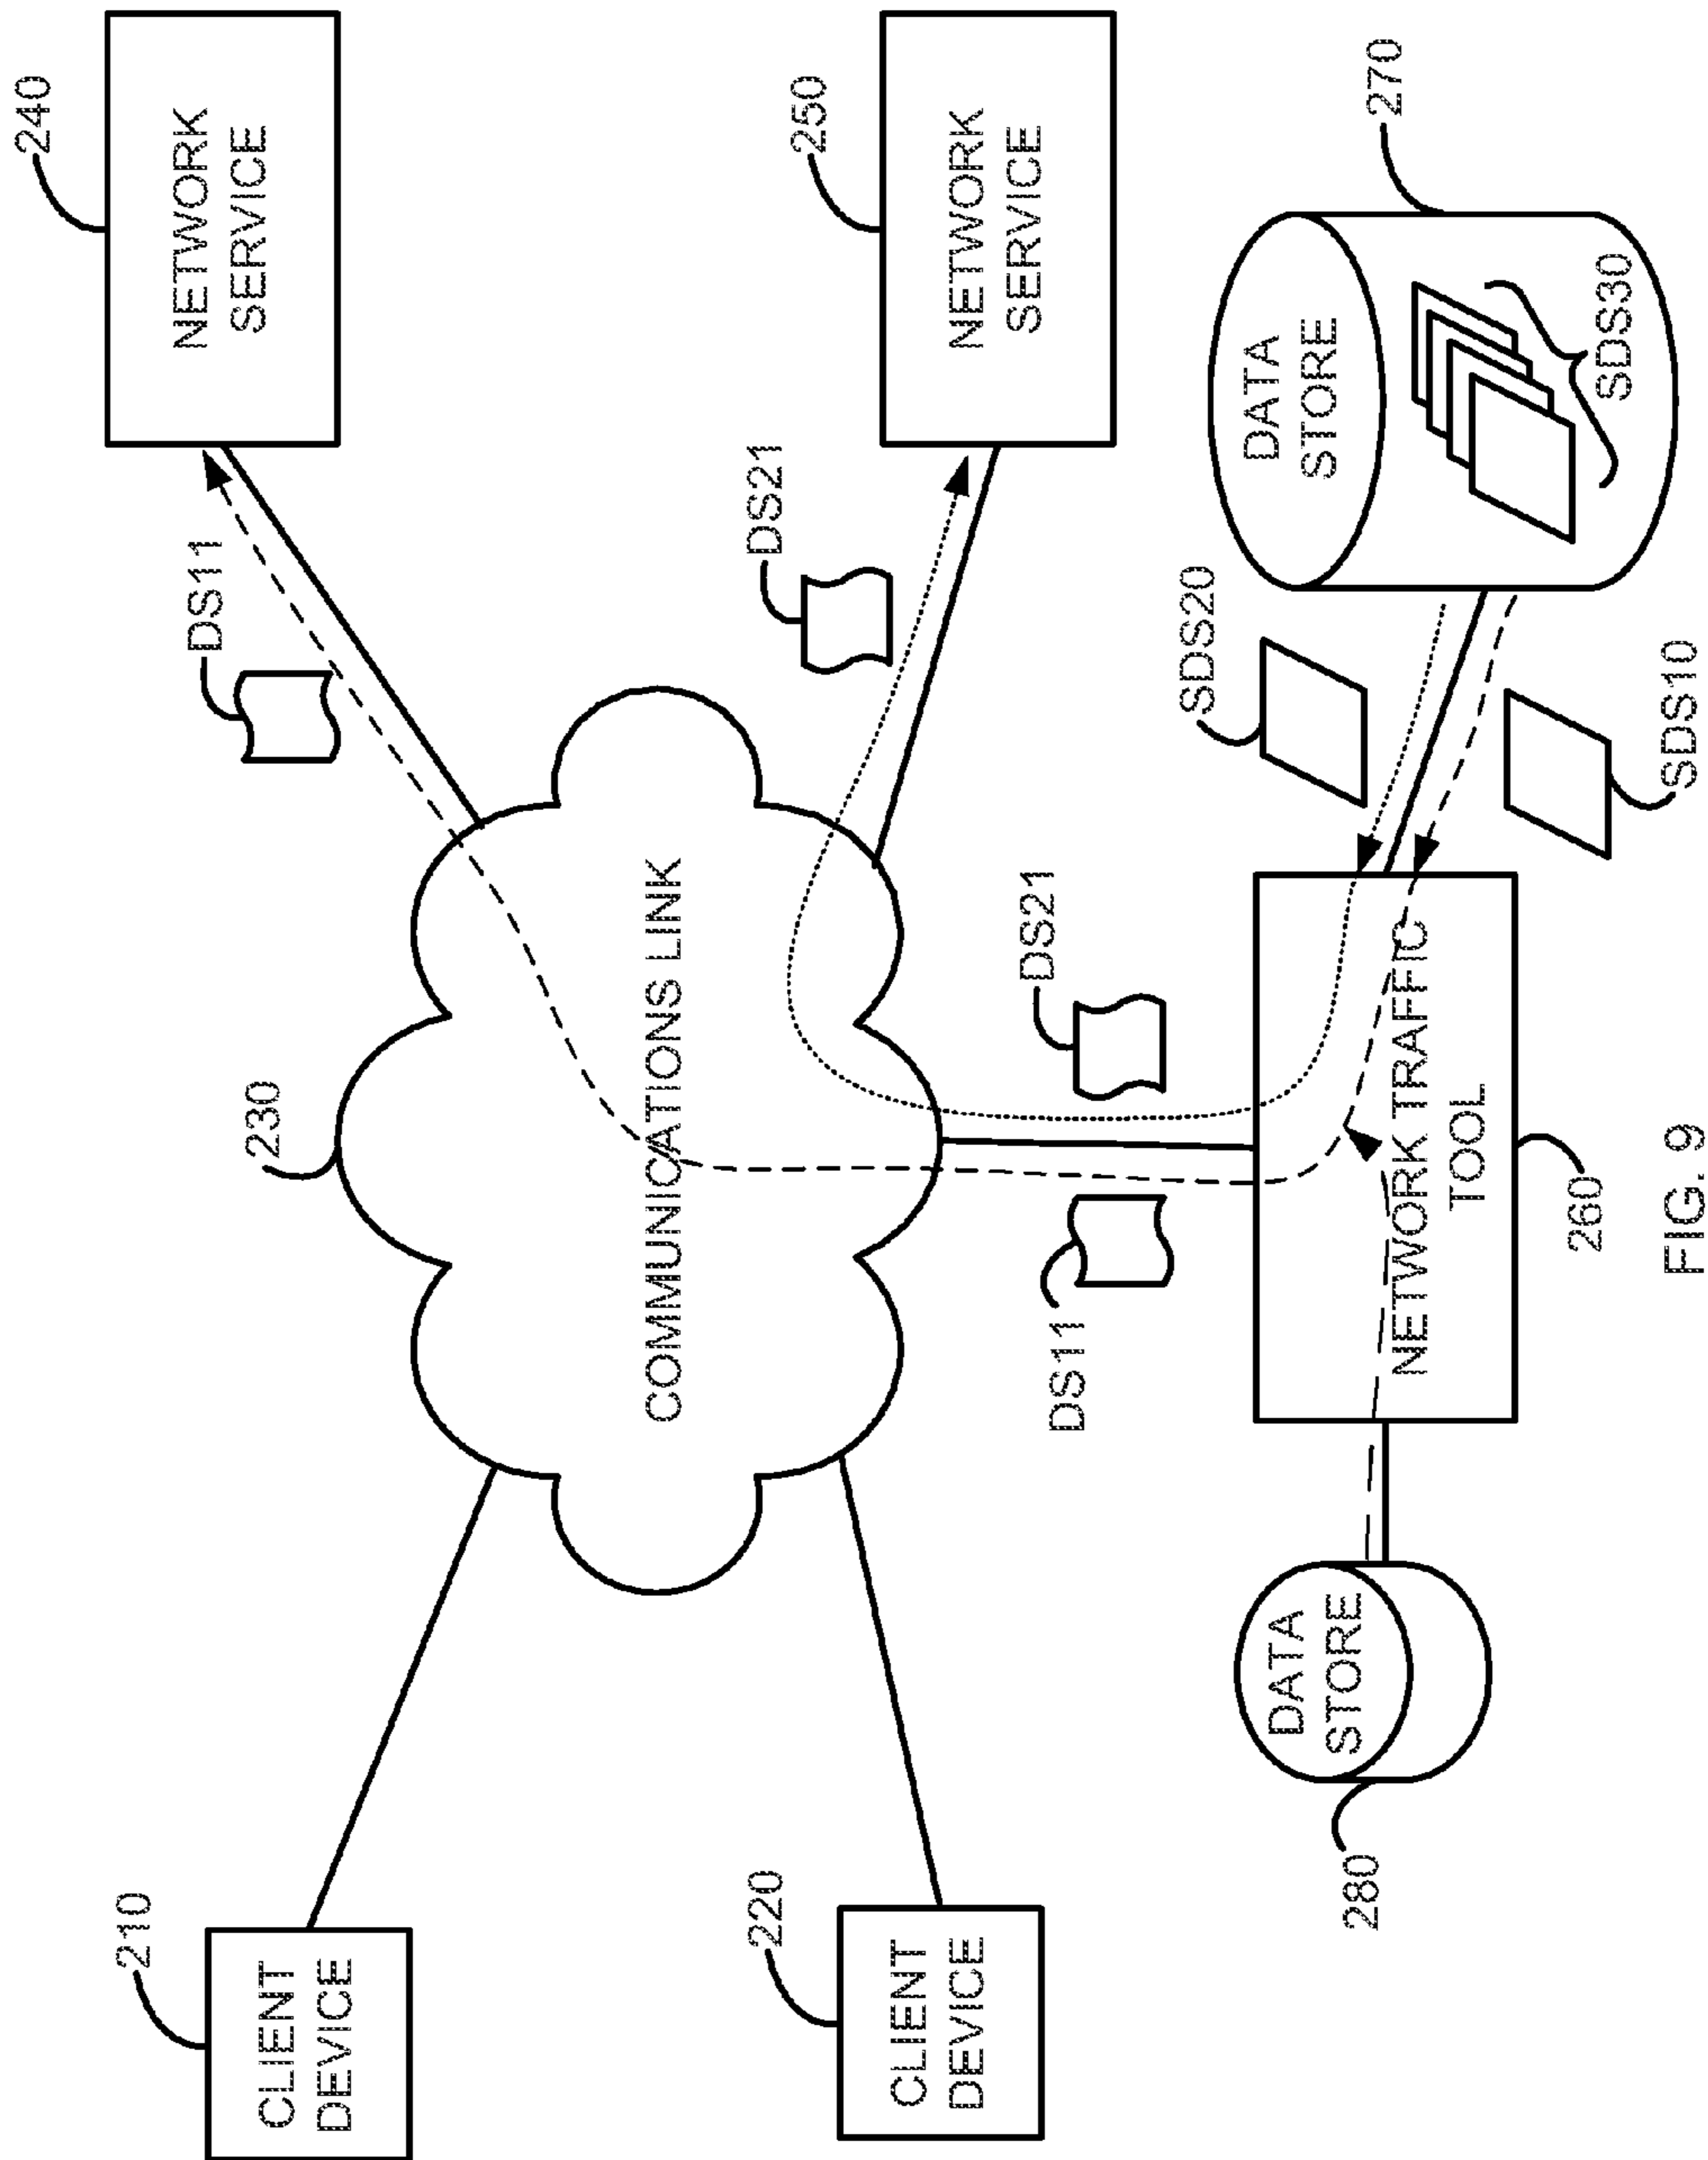 210
CLIENT
DEVICE
230
COMMUNICATIONS LINK
DS11
240
NETWORK
SERVICE
220
CLIENT
DEVICE
DS21
250
NETWORK
SERVICE
DS11
DS21
280
DATA
STORE
NETWORK TRAFFIC
TOOL
260
SDS20
SDS10
DATA
STORE
SDS30
270
FIG. 9